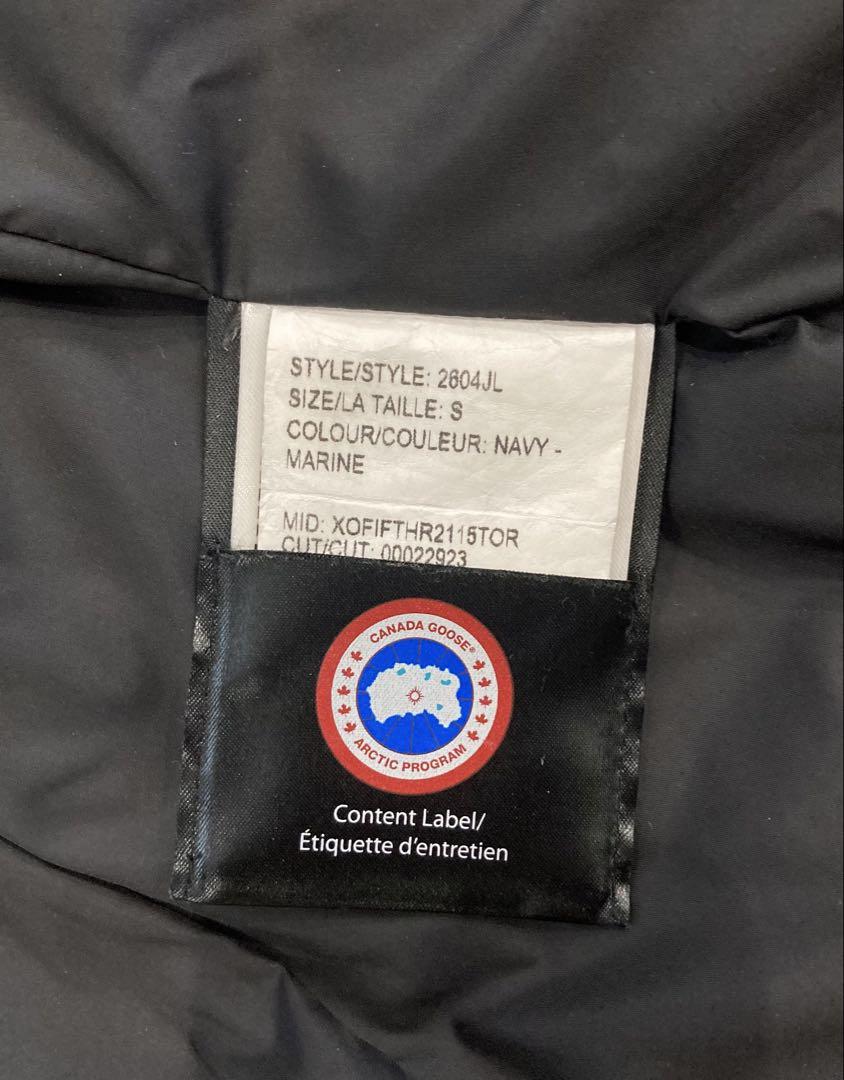 STYLE/STYLE: 2604JL
SIZE/LA TAILLE: S
COLOUR/COULEUR: NAVY -
MARINE
MID: XOFIFTHR2115TOR
CUT/CUT: 00022923
CANADA GOOSE®
ARCTIC PROGRAM
Content Label/
Étiquette d'entretien